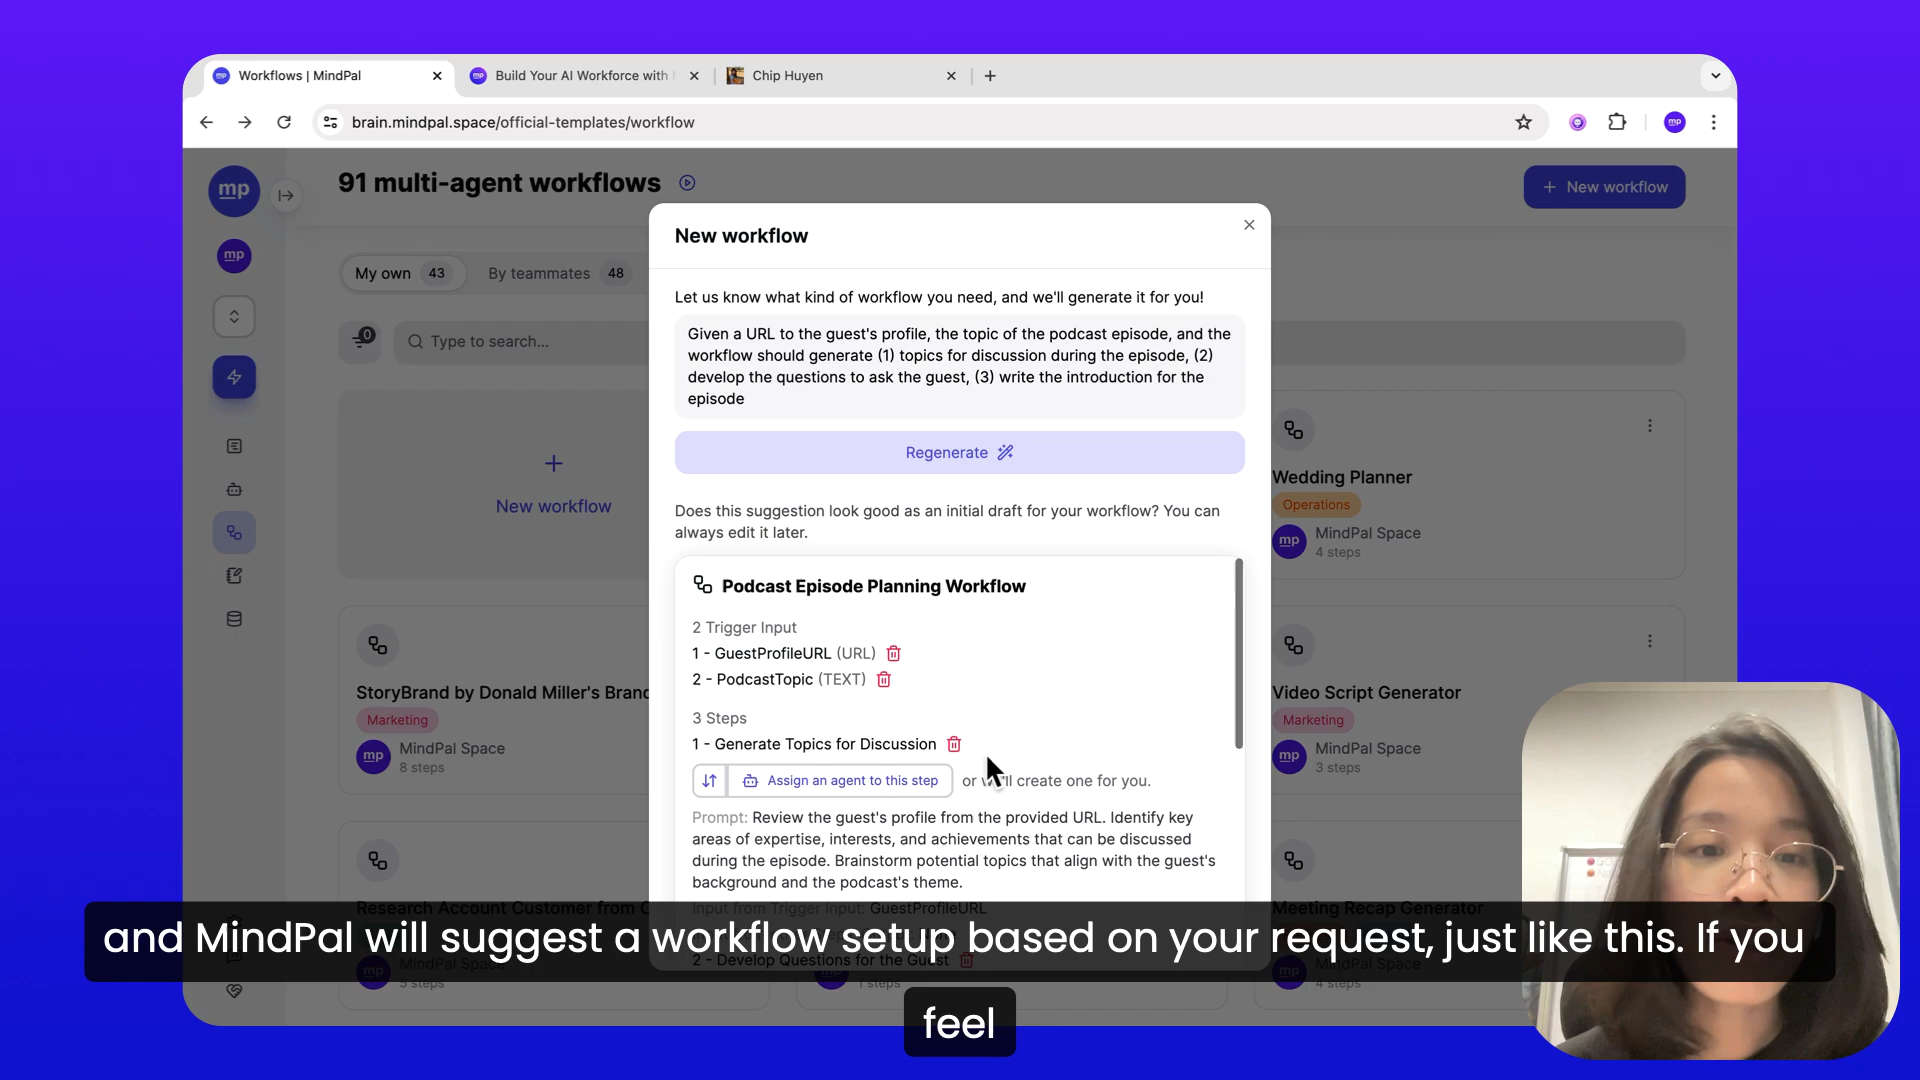 Workflows | MindPal
Build Your AI Workforce with
Chip Huyen
brain.mindpal.space/official-templates/workflow
mp
mp
91 multi-agent workflows
+ New workflow
mp
My own 43
By teammates 48
0
Type to search...
New workflow
×
Let us know what kind of workflow you need, and we'll generate it for you!
Given a URL to the guest's profile, the topic of the podcast episode, and the
workflow should generate (1) topics for discussion during the episode, (2)
develop the questions to ask the guest, (3) write the introduction for the
episode
Regenerate
Does this suggestion look good as an initial draft for your workflow? You can
always edit it later.
Podcast Episode Planning Workflow
2 Trigger Input
1 - GuestProfileURL (URL)
2 - PodcastTopic (TEXT)
3 Steps
1 - Generate Topics for Discussion
Assign an agent to this step
or we'll create one for you.
Prompt: Review the guest's profile from the provided URL. Identify key
areas of expertise, interests, and achievements that can be discussed
during the episode. Brainstorm potential topics that align with the guest's
background and the podcast's theme.
Input from Trigger Input: GuestProfileURL
2 - Develop Questions for the Guest
+
New workflow
Wedding Planner
Operations
mp
MindPal Space
4 steps
StoryBrand by Donald Miller's Brand
Marketing
mp
MindPal Space
8 steps
Video Script Generator
Marketing
mp
MindPal Space
3 steps
Research Account Customer from C
mp
MindPal Space
5 steps
mp
1 steps
Meeting Recap Generator
mp
MindPal Space
4 steps
and MindPal will suggest a workflow setup based on your request, just like this. If you
feel